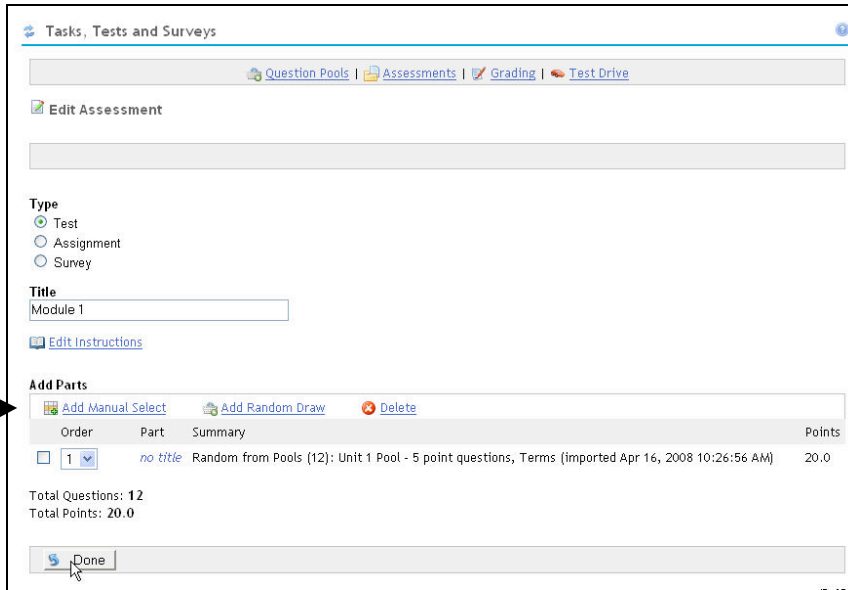 Tasks, Tests and Surveys
Question Pools | Assessments | Grading | Test Drive
Edit Assessment
Type
Test
Assignment
Survey
Title
Module 1
Edit Instructions
Add Parts
Add Manual Select Add Random Draw Delete
Order Part Summary Points
1 no title Random from Pools (12): Unit 1 Pool - 5 point questions, Terms (imported Apr 16, 2008 10:26:56 AM) 20.0
Total Questions: 12
Total Points: 20.0
Done